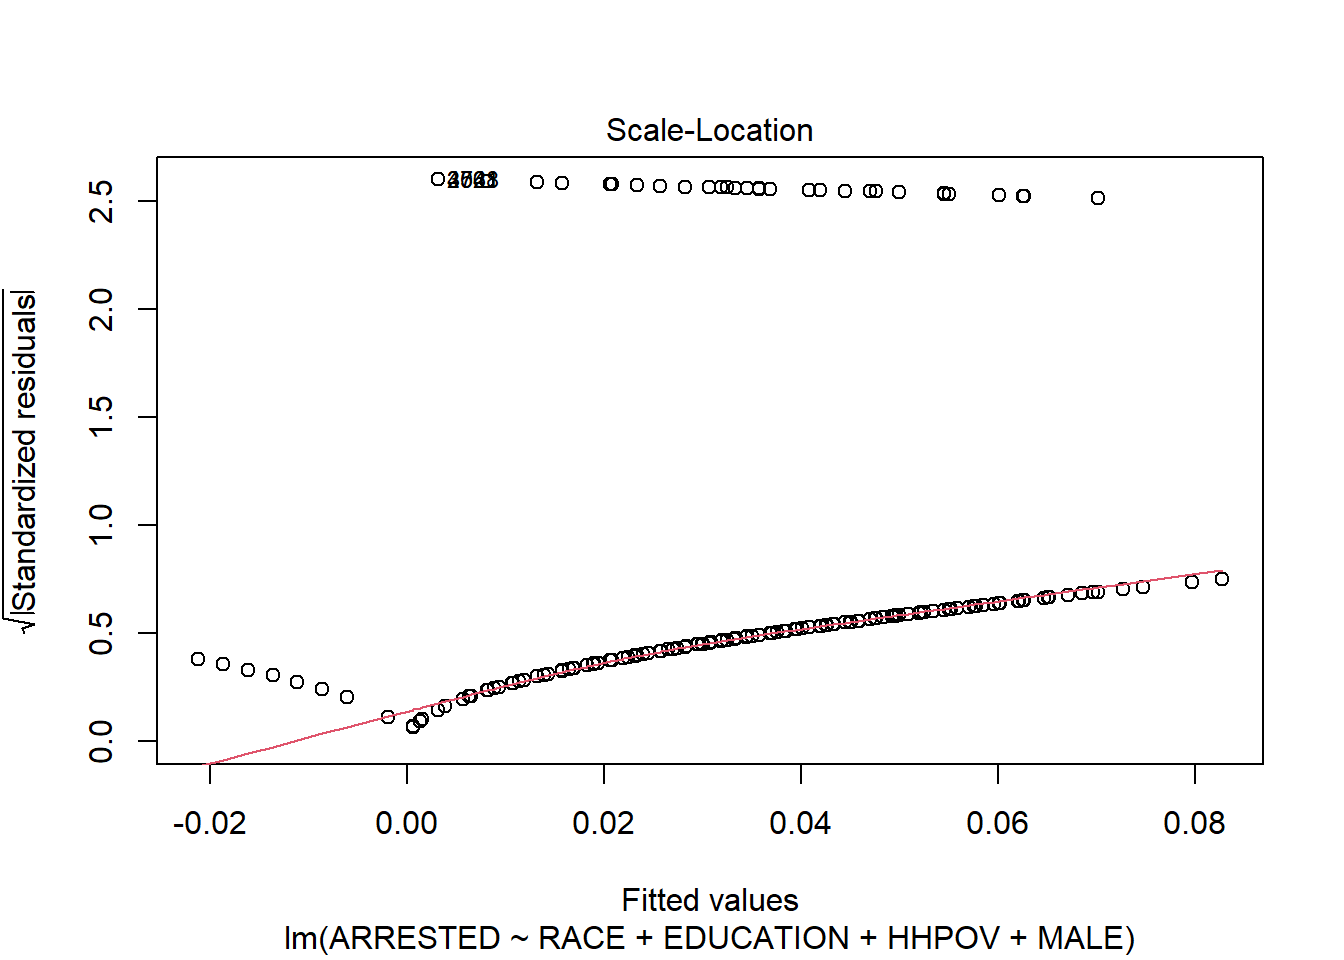 Scale-Location
2.5
2.0
1.5
1.0
0.5
0.0
√|Standardized residuals|
-0.02 0.00 0.02 0.04 0.06 0.08
Fitted values
lm(ARRESTED ~ RACE + EDUCATION + HHPOV + MALE)